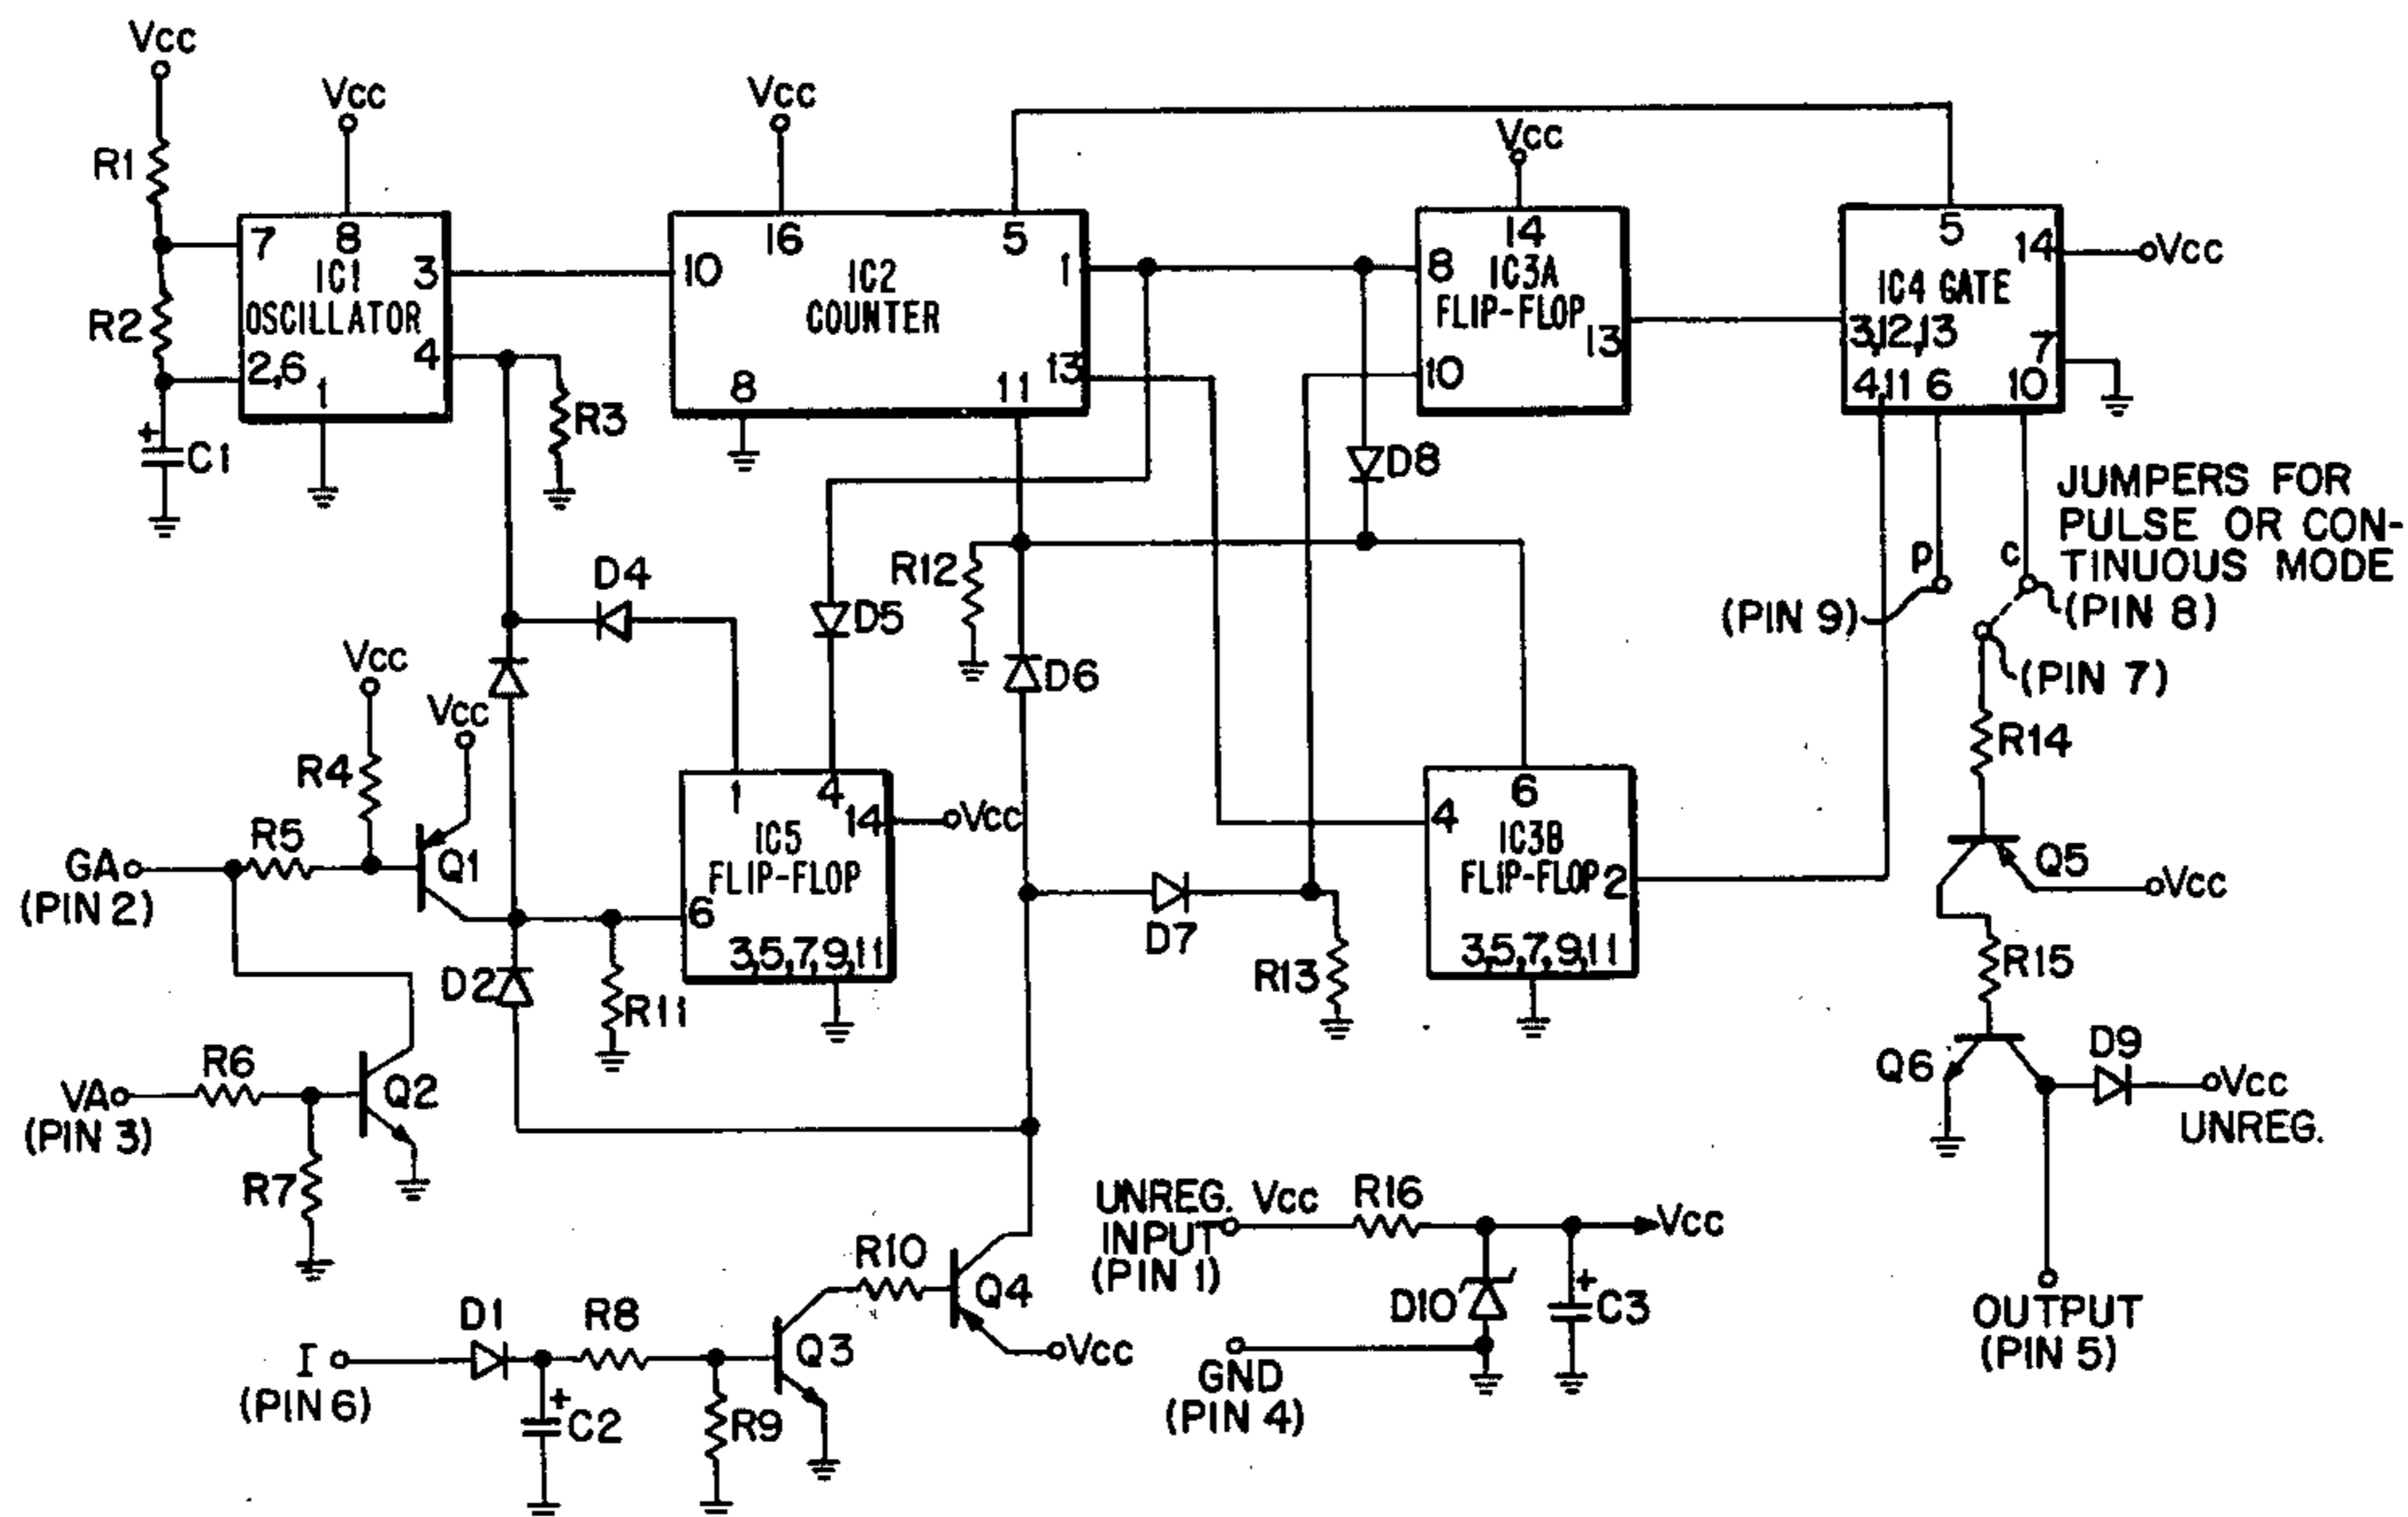 Vcc
R1
R2
C1
+
Vcc
7
8
IC1
OSCILLATOR
3
2,6
1
4
R3
Vcc
10
16
5
IC2
COUNTER
1
13
8
11
Vcc
14
8
IC3A
FLIP-FLOP
13
10
5
14
Vcc
IC4 GATE
3,12,13
7
4,11
6
10
D8
JUMPERS FOR
PULSE OR CON-
TINUOUS MODE
P
C
(PIN 9)
(PIN 8)
(PIN 7)
R14
Q5
Vcc
R15
Q6
D9
Vcc
UNREG.
OUTPUT
(PIN 5)
D4
D5
R12
D6
Vcc
R4
Vcc
R5
GA
(PIN 2)
Q1
1
4
14
Vcc
IC5
FLIP-FLOP
6
3,5,7,9,11
D2
R11
D7
R13
6
4
IC3B
FLIP-FLOP
2
3,5,7,9,11
VA
(PIN 3)
R6
Q2
R7
R10
Q4
Vcc
D1
R8
Q3
I
(PIN 6)
+
C2
R9
UNREG. Vcc
INPUT
(PIN 1)
R16
Vcc
D10
+
C3
GND
(PIN 4)